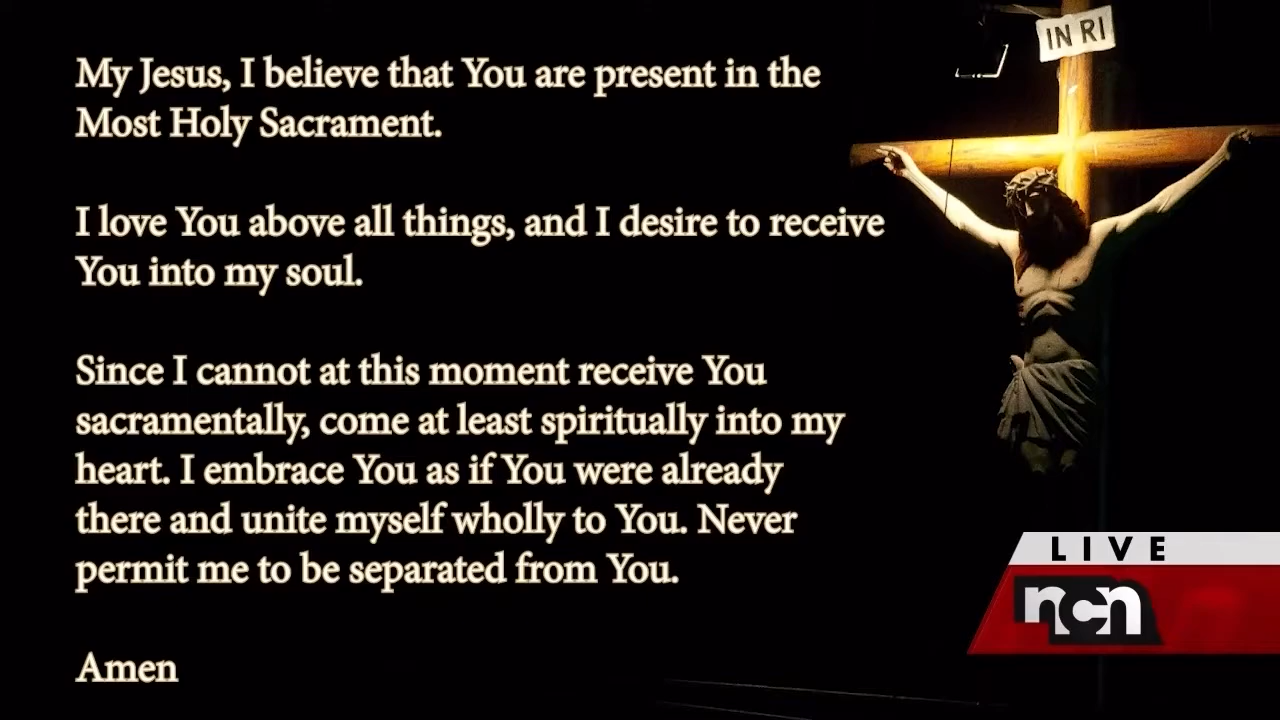 IN RI
My Jesus, I believe that You are present in the
Most Holy Sacrament.
I love You above all things, and I desire to receive
You into my soul.
Since I cannot at this moment receive You
sacramentally, come at least spiritually into my
heart. I embrace You as if You were already
there and unite myself wholly to You. Never
permit me to be separated from You.
Amen
LIVE
ncn